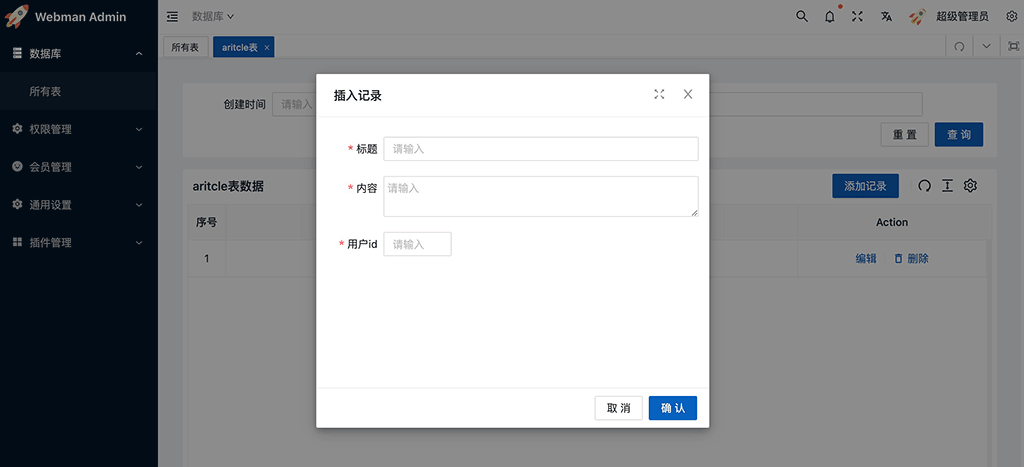 Webman Admin
数据库
超级管理员
数据库
所有表
权限管理
会员管理
通用设置
插件管理
所有表
aritcle表 ×
创建时间 请输入
重 置
查 询
aritcle表数据
添加记录
序号
Action
1
编辑
删除
插入记录
* 标题 请输入
* 内容 请输入
* 用户id 请输入
取 消
确 认